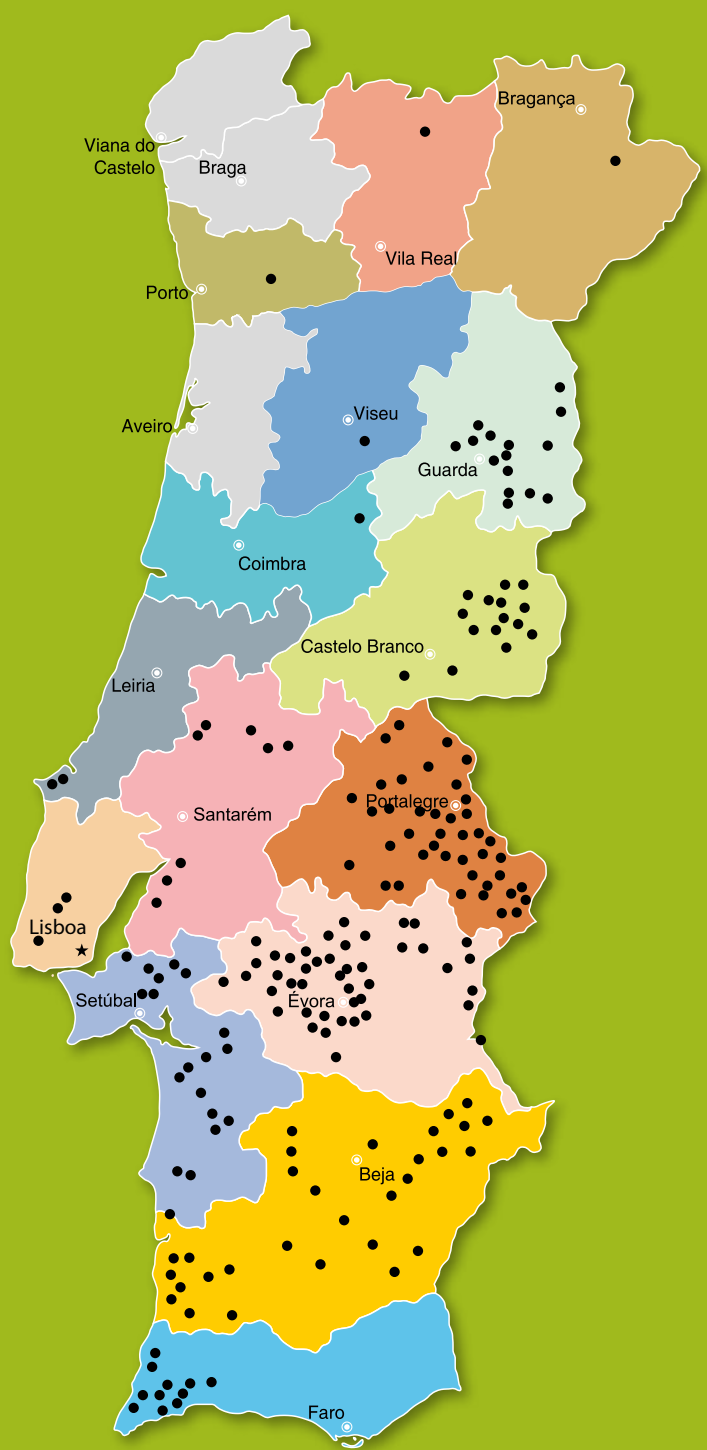 Bragança
Viana do
Castelo
Braga
Vila Real
Porto
Viseu
Aveiro
Guarda
Coimbra
Castelo Branco
Leiria
Portalegre
Santarém
Lisboa
Setúbal
Évora
Beja
Faro